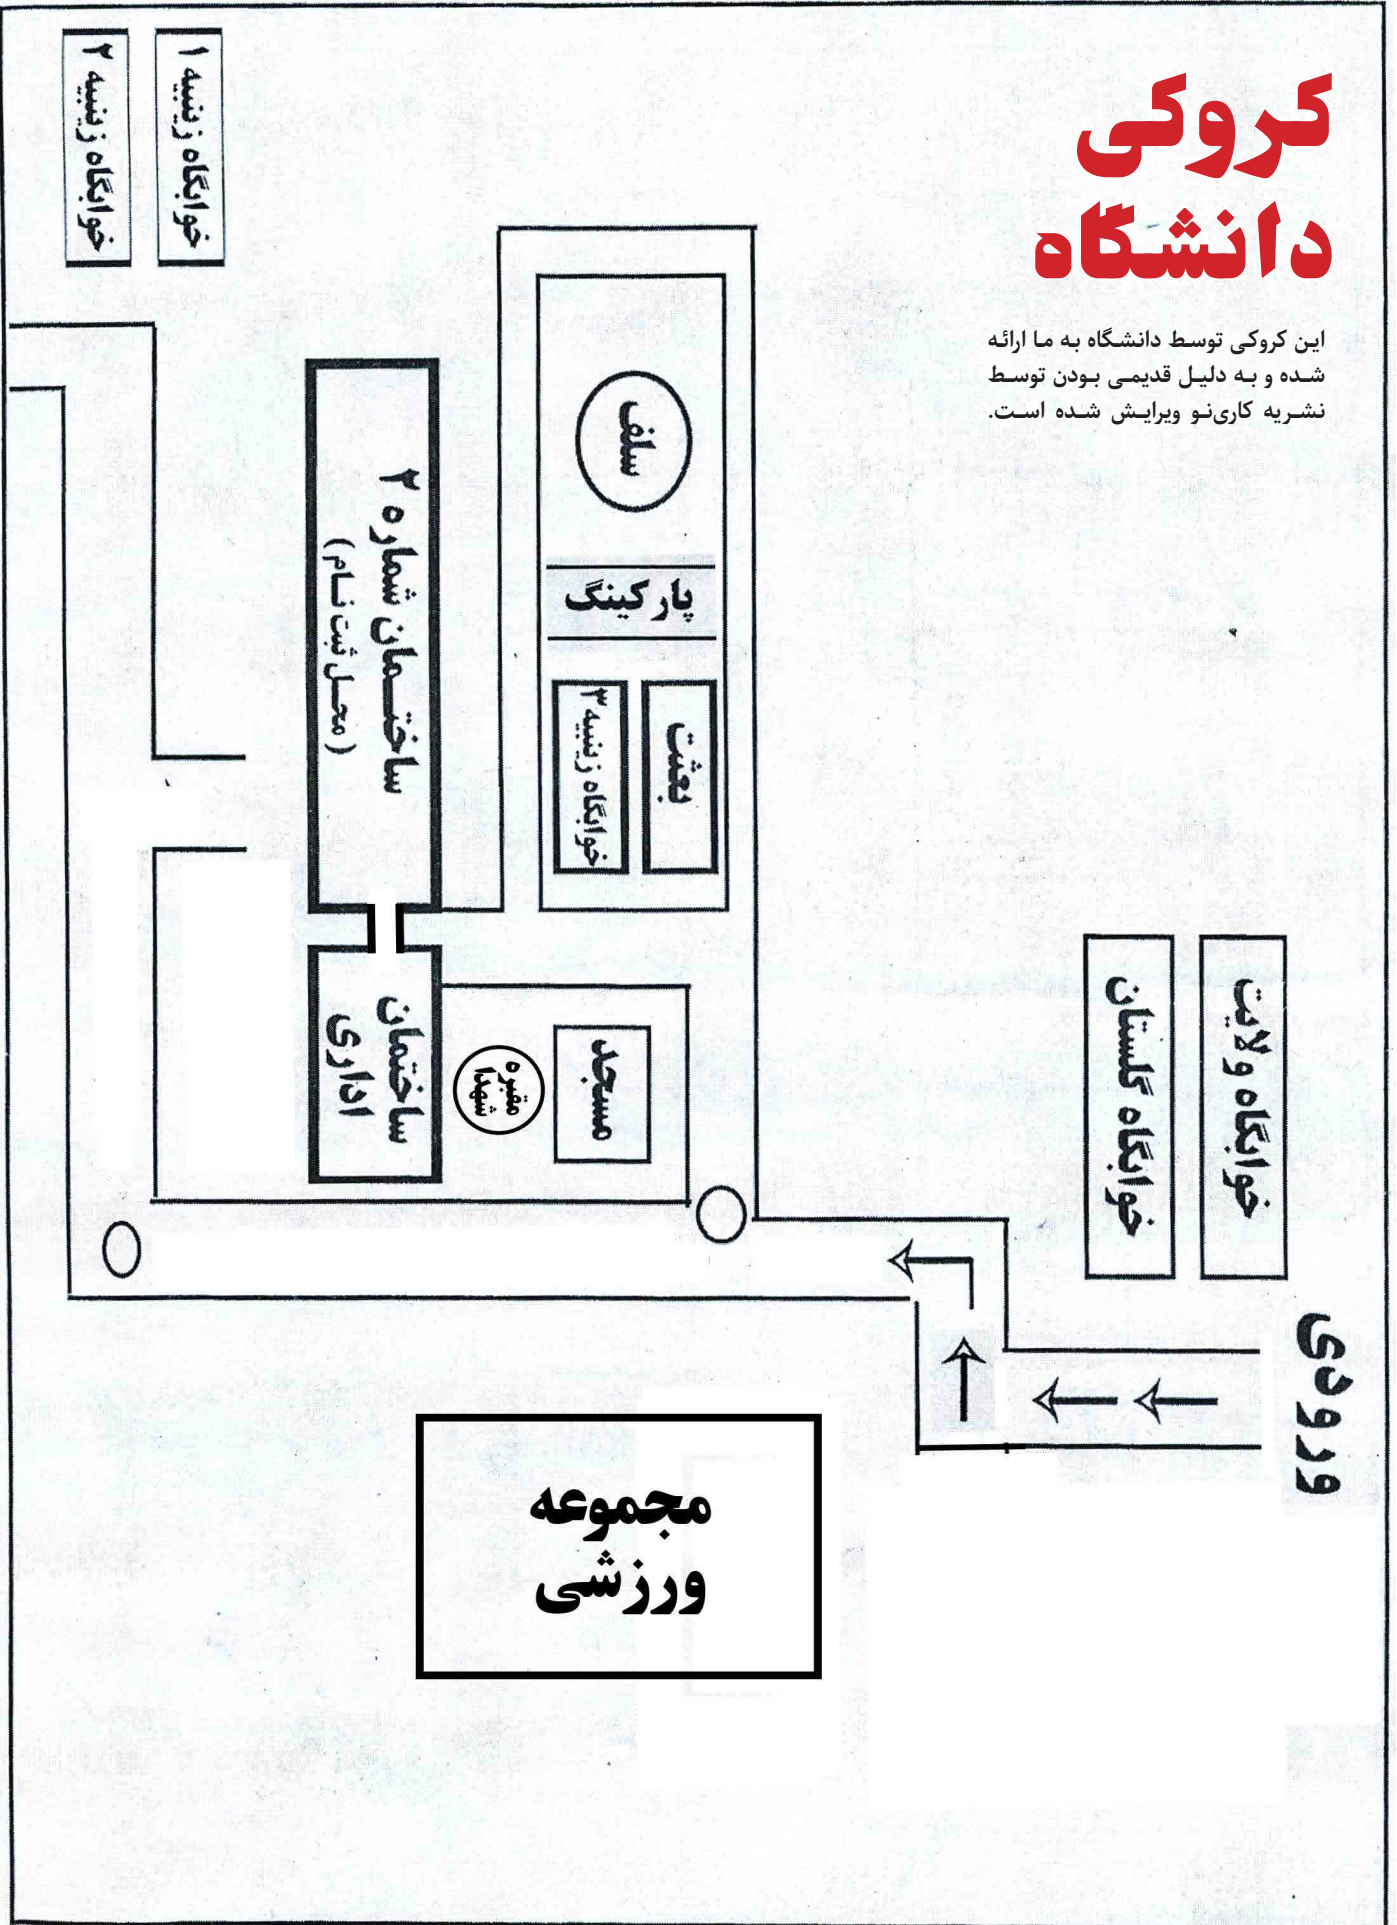 کروکی
دانشگاه
این کروکی توسط دانشگاه به ما ارائه
شده و به دلیل قدیمی بودن توسط
نشریه کاری‌نو ویرایش شده است.
خوابگاه زینبیه ۱
خوابگاه زینبیه ۲
سلف
پارکینگ
بعثت
خوابگاه زینبیه ۳
ساختمان شماره ۲
(محل ثبت نام)
ساختمان
اداری
مقبره
شهدا
مسجد
خوابگاه ولایت
خوابگاه گلستان
ورودی
مجموعه
ورزشی